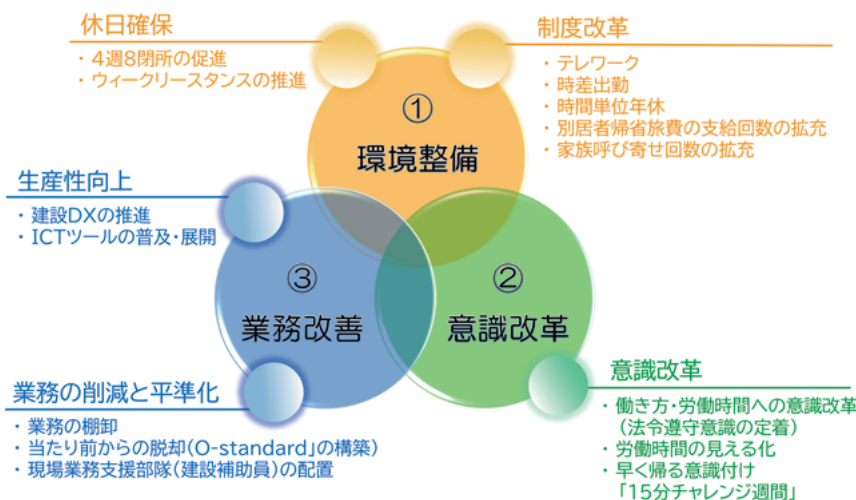 休日確保
・4週8閉所の促進
・ウィークリースタンスの推進
制度改革
・テレワーク
・時差出勤
・時間単位年休
・別居者帰省旅費の支給回数の拡充
・家族呼び寄せ回数の拡充
①
環境整備
生産性向上
・建設DXの推進
・ICTツールの普及・展開
③
業務改善
②
意識改革
業務の削減と平準化
・業務の棚卸
・当たり前からの脱却(O-standard」の構築)
・現場業務支援部隊(建設補助員)の配置
意識改革
・働き方・労働時間への意識改革
(法令遵守意識の定着)
・労働時間の見える化
・早く帰る意識付け
「15分チャレンジ週間」